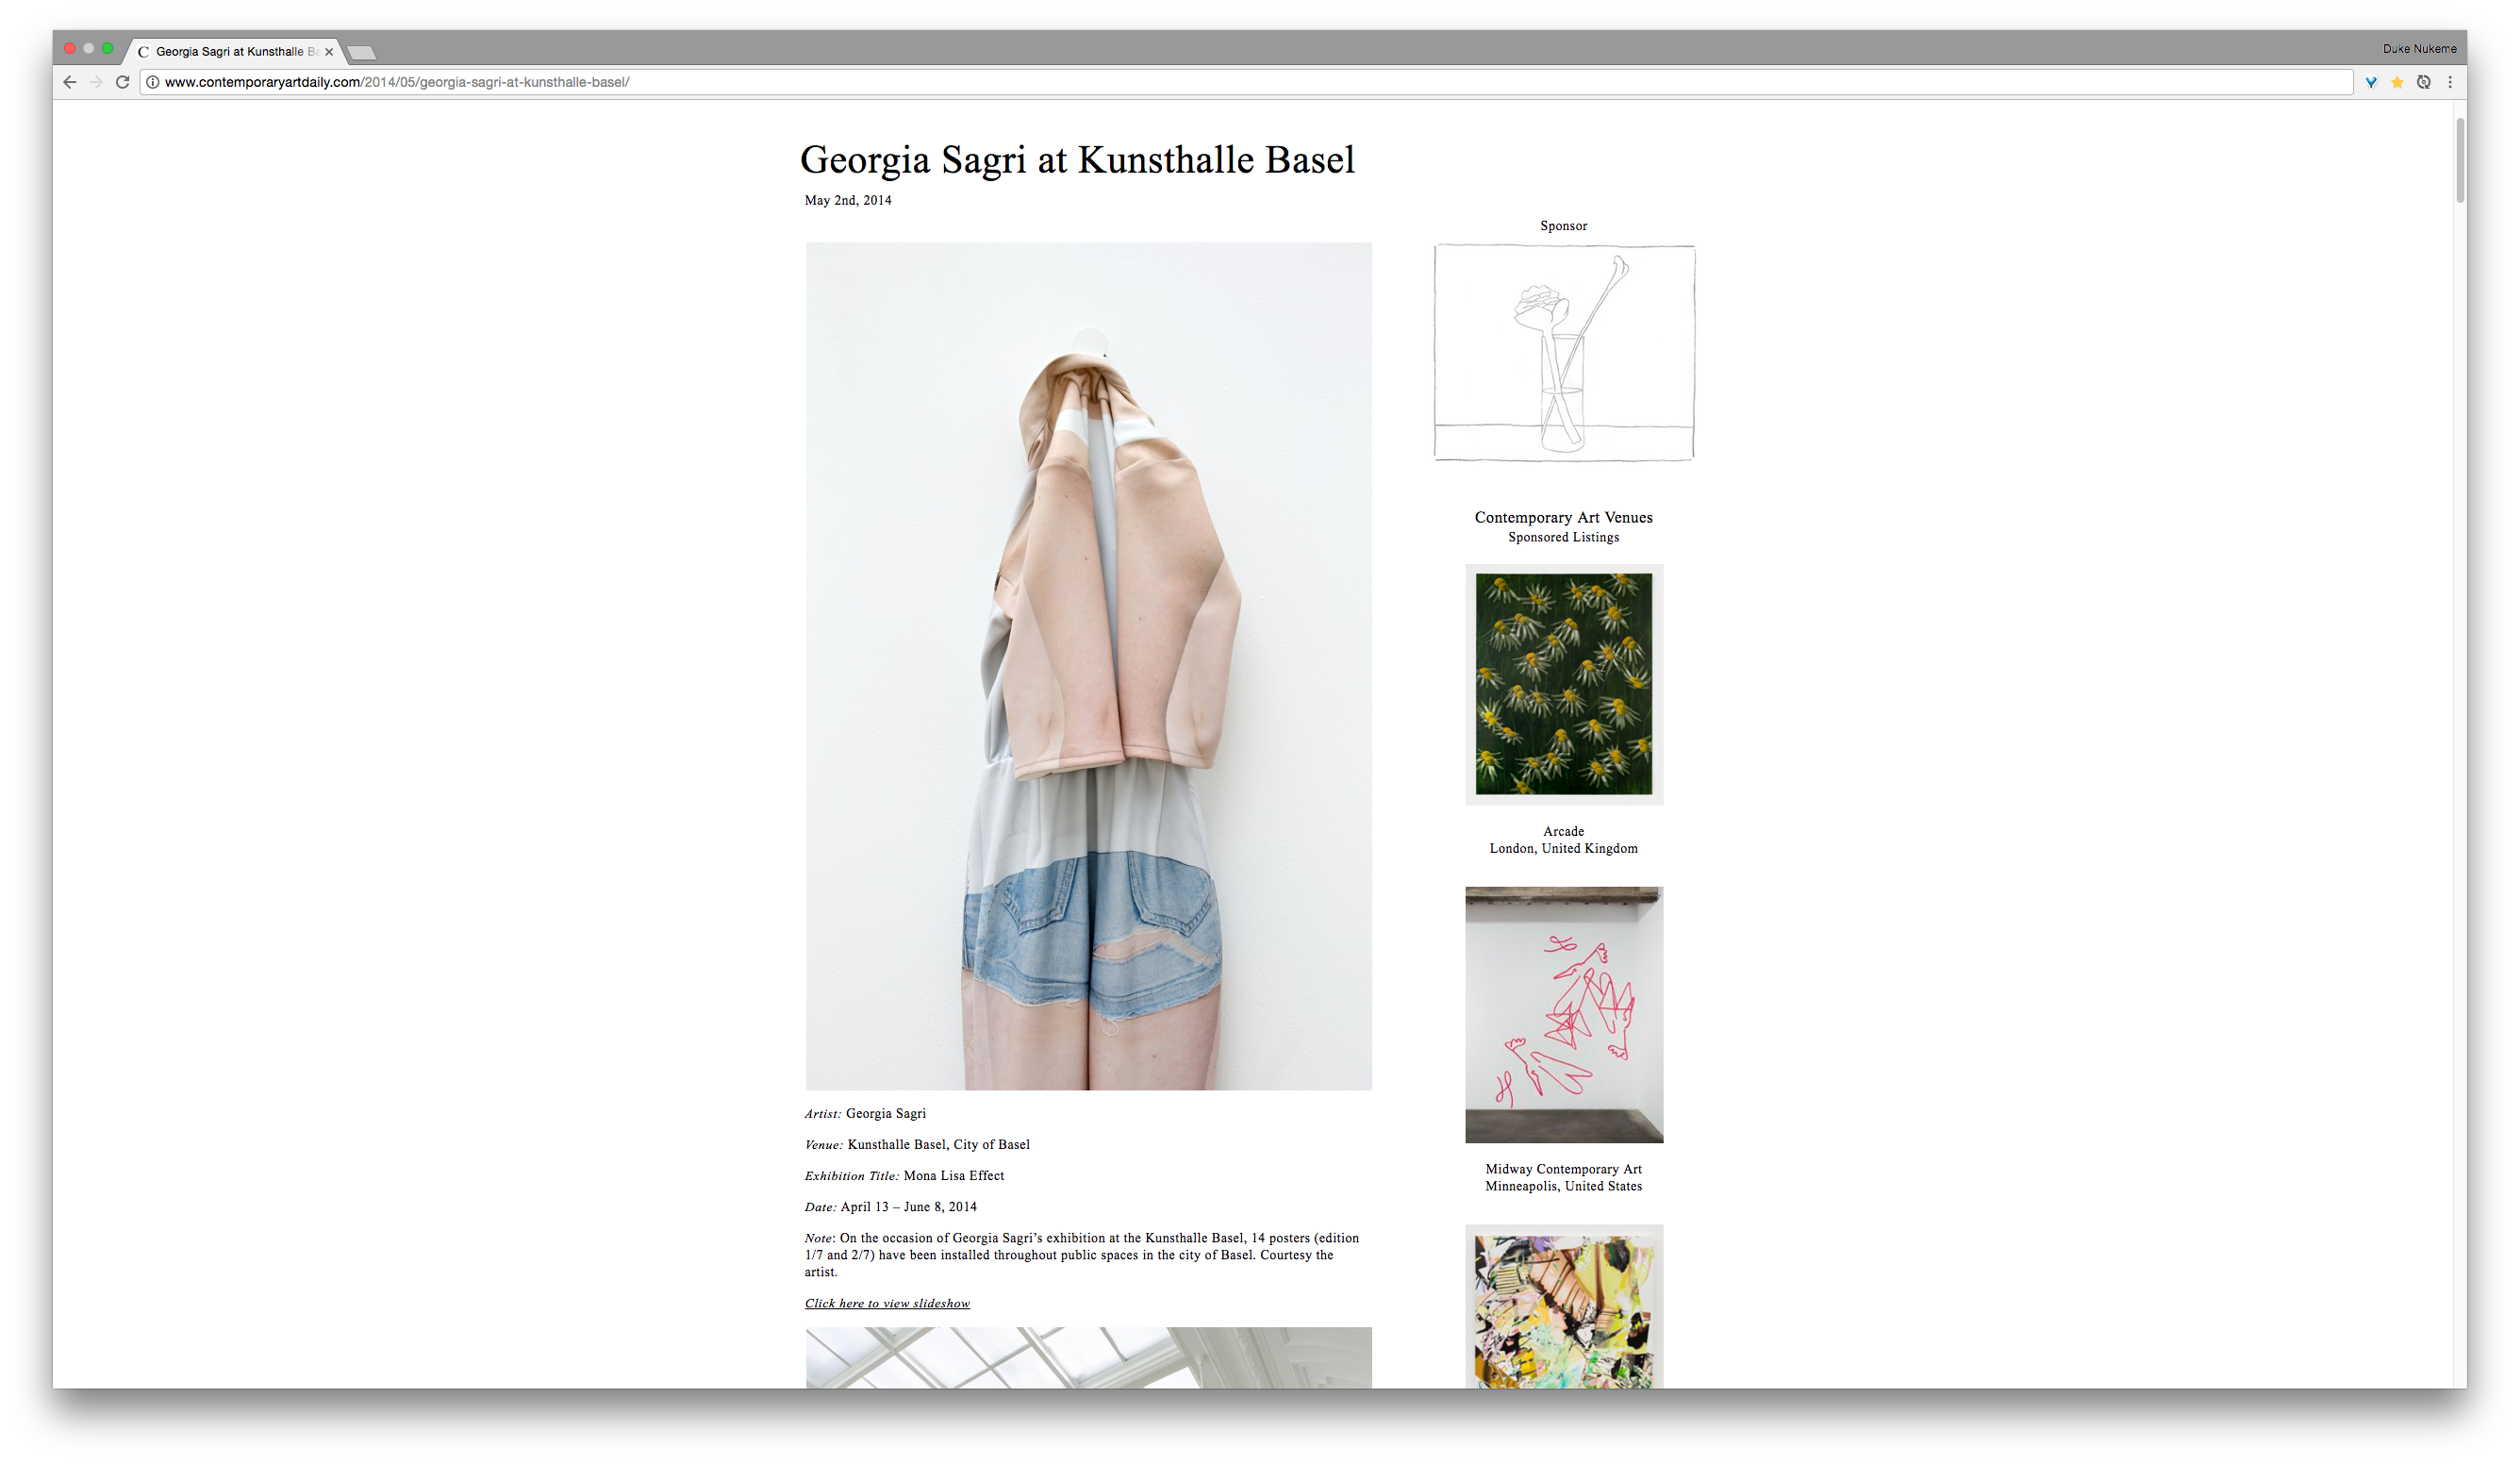 Georgia Sagri at Kunsthalle Ba
Duke Nukeme
www.contemporaryartdaily.com/2014/05/georgia-sagri-at-kunsthalle-basel/
Georgia Sagri at Kunsthalle Basel
May 2nd, 2014
Artist: Georgia Sagri
Venue: Kunsthalle Basel, City of Basel
Exhibition Title: Mona Lisa Effect
Date: April 13 – June 8, 2014
Note: On the occasion of Georgia Sagri’s exhibition at the Kunsthalle Basel, 14 posters (edition
1/7 and 2/7) have been installed throughout public spaces in the city of Basel. Courtesy the
artist.
Click here to view slideshow
Sponsor
Contemporary Art Venues
Sponsored Listings
Arcade
London, United Kingdom
Midway Contemporary Art
Minneapolis, United States